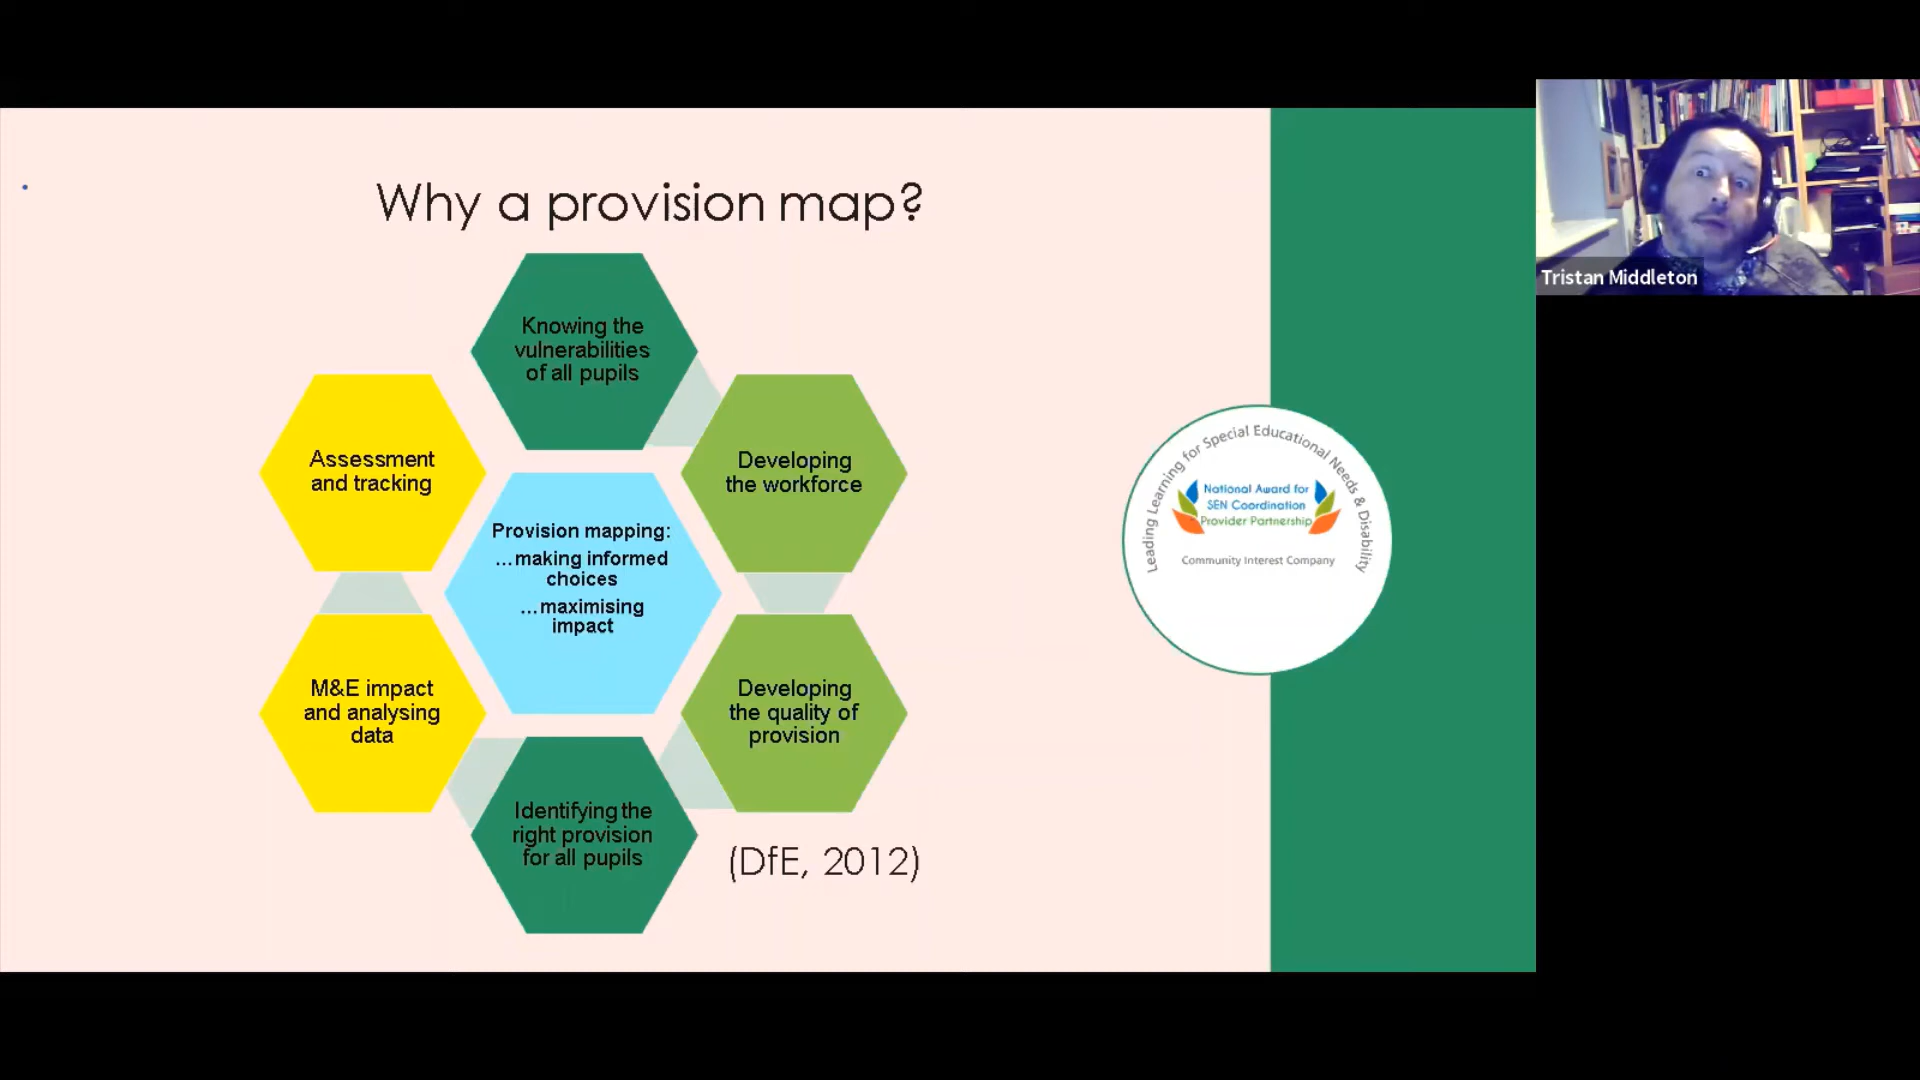 Why a provision map?
Knowing the
vulnerabilities
of all pupils
Assessment
and tracking
Developing
the workforce
Provision mapping:
...making informed
choices
...maximising
impact
M&E impact
and analysing
data
Developing
the quality of
provision
Identifying the
right provision
for all pupils
(DfE, 2012)
Leading Learning for Special Educational Needs & Disability
National Award for
SEN Coordination
Provider Partnership
Community Interest Company
Tristan Middleton